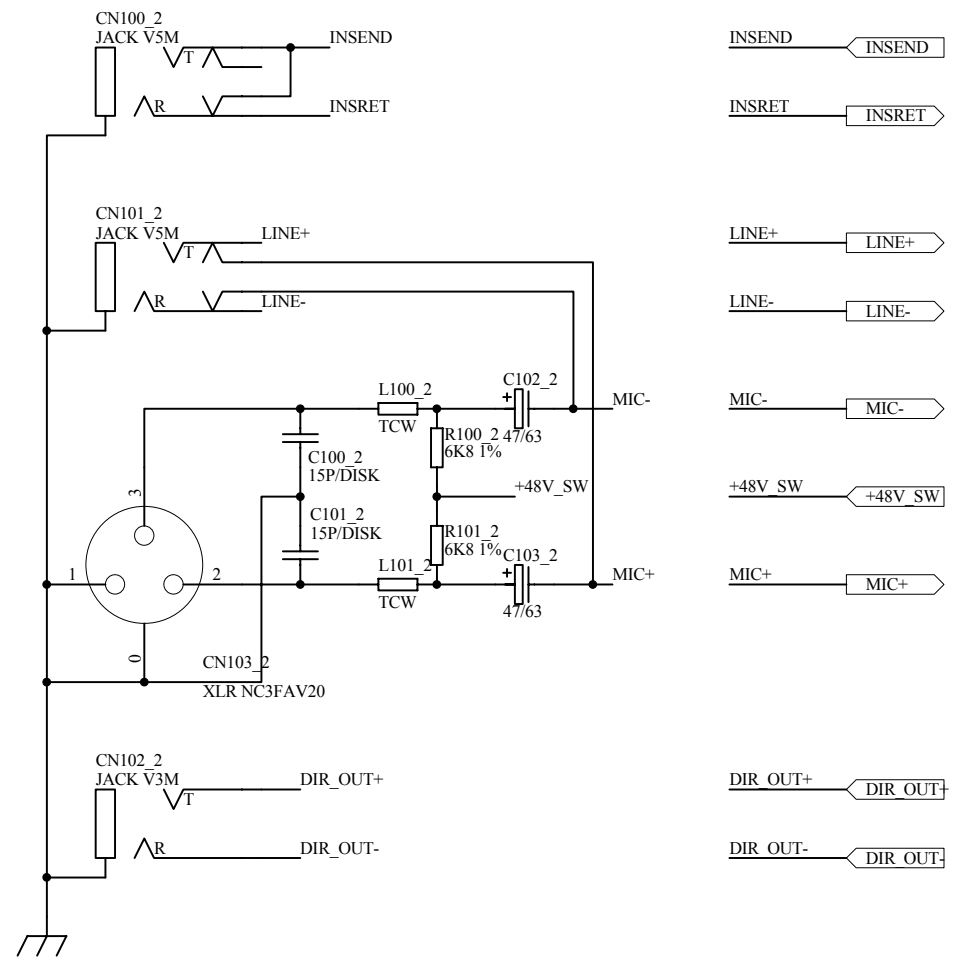 CN100_2
JACK V5M
T
INSEND
R
INSRET
INSEND
INSEND
INSRET
INSRET
CN101_2
JACK V5M
T
LINE+
R
LINE-
LINE+
LINE+
LINE-
LINE-
L100_2
TCW
C102_2
+
47/63
MIC-
MIC-
MIC-
R100_2
6K8 1%
C100_2
15P/DISK
3
+48V_SW
+48V_SW
+48V_SW
C101_2
15P/DISK
R101_2
6K8 1%
1
2
L101_2
TCW
C103_2
+
47/63
MIC+
MIC+
MIC+
0
CN103_2
XLR NC3FAV20
CN102_2
JACK V3M
T
DIR_OUT+
R
DIR_OUT-
DIR_OUT+
DIR_OUT+
DIR_OUT-
DIR_OUT-